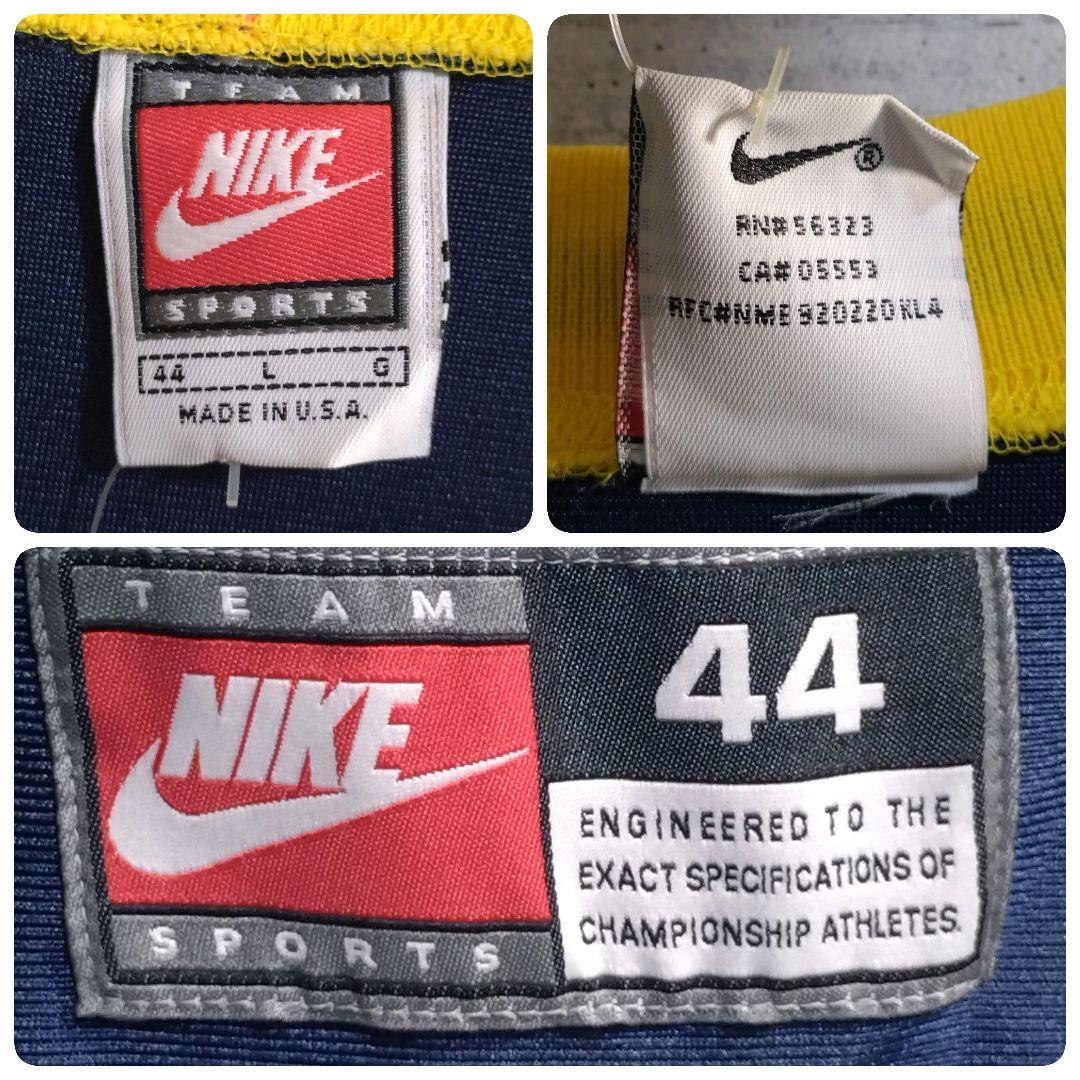 TEAM
NIKE
SPORTS
44 L G
MADE IN U.S.A.
®
RN# 56323
CA# 05553
RFC#NME 920220 KL4
TEAM
NIKE
SPORTS
44
ENGINEERED TO THE
EXACT SPECIFICATIONS OF
CHAMPIONSHIP ATHLETES.